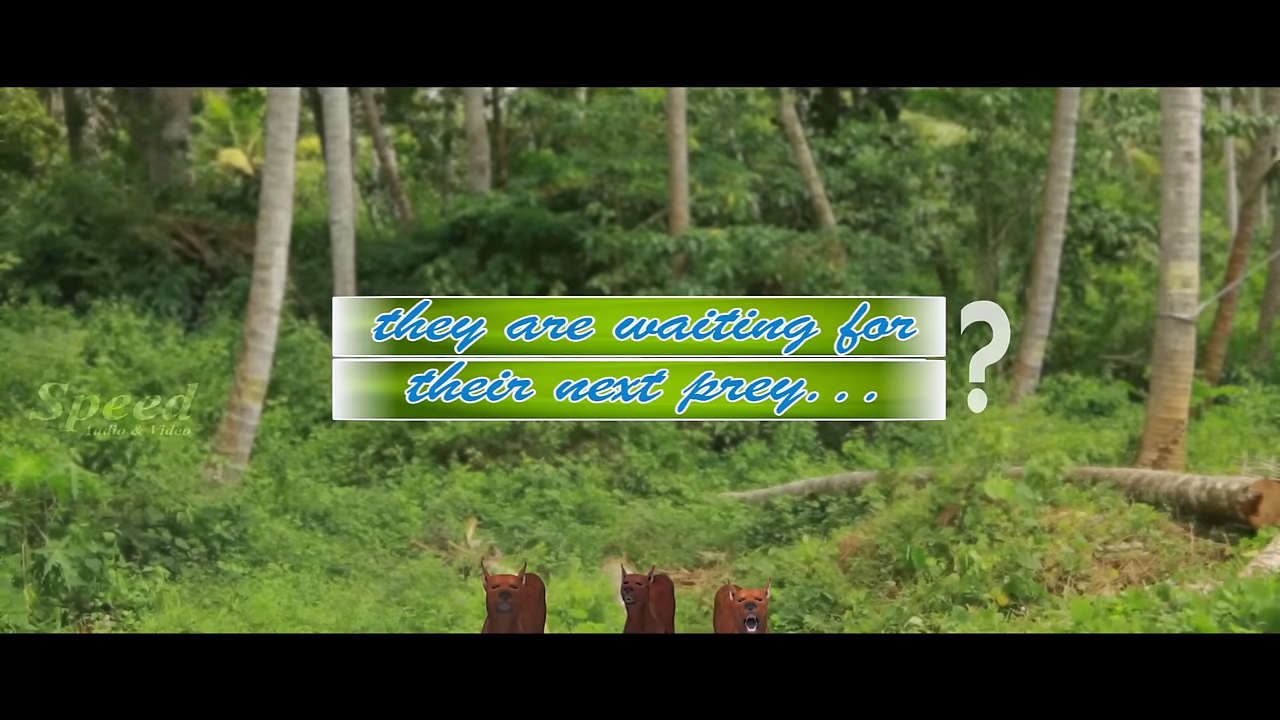 they are waiting for
their next prey. . . ?
Speed
Audio & Video